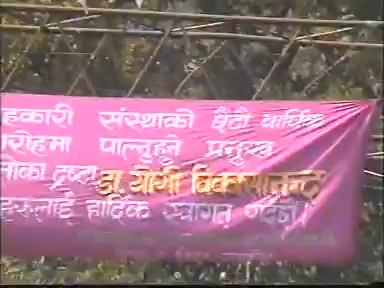 हकारी संस्थाको छैटौं वार्षिक
रोहमा पाल्नुहुने प्रमुख
नोका द्रष्टा डा. योगी विकासानन्द
हरुलाई हार्दिक स्वागत गर्दछौं।